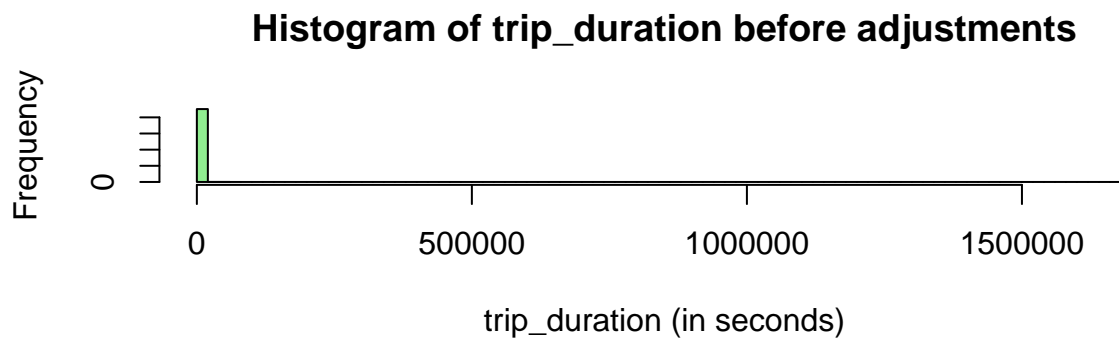 Histogram of trip_duration before adjustments
Frequency
0
0 500000 1000000 1500000
trip_duration (in seconds)